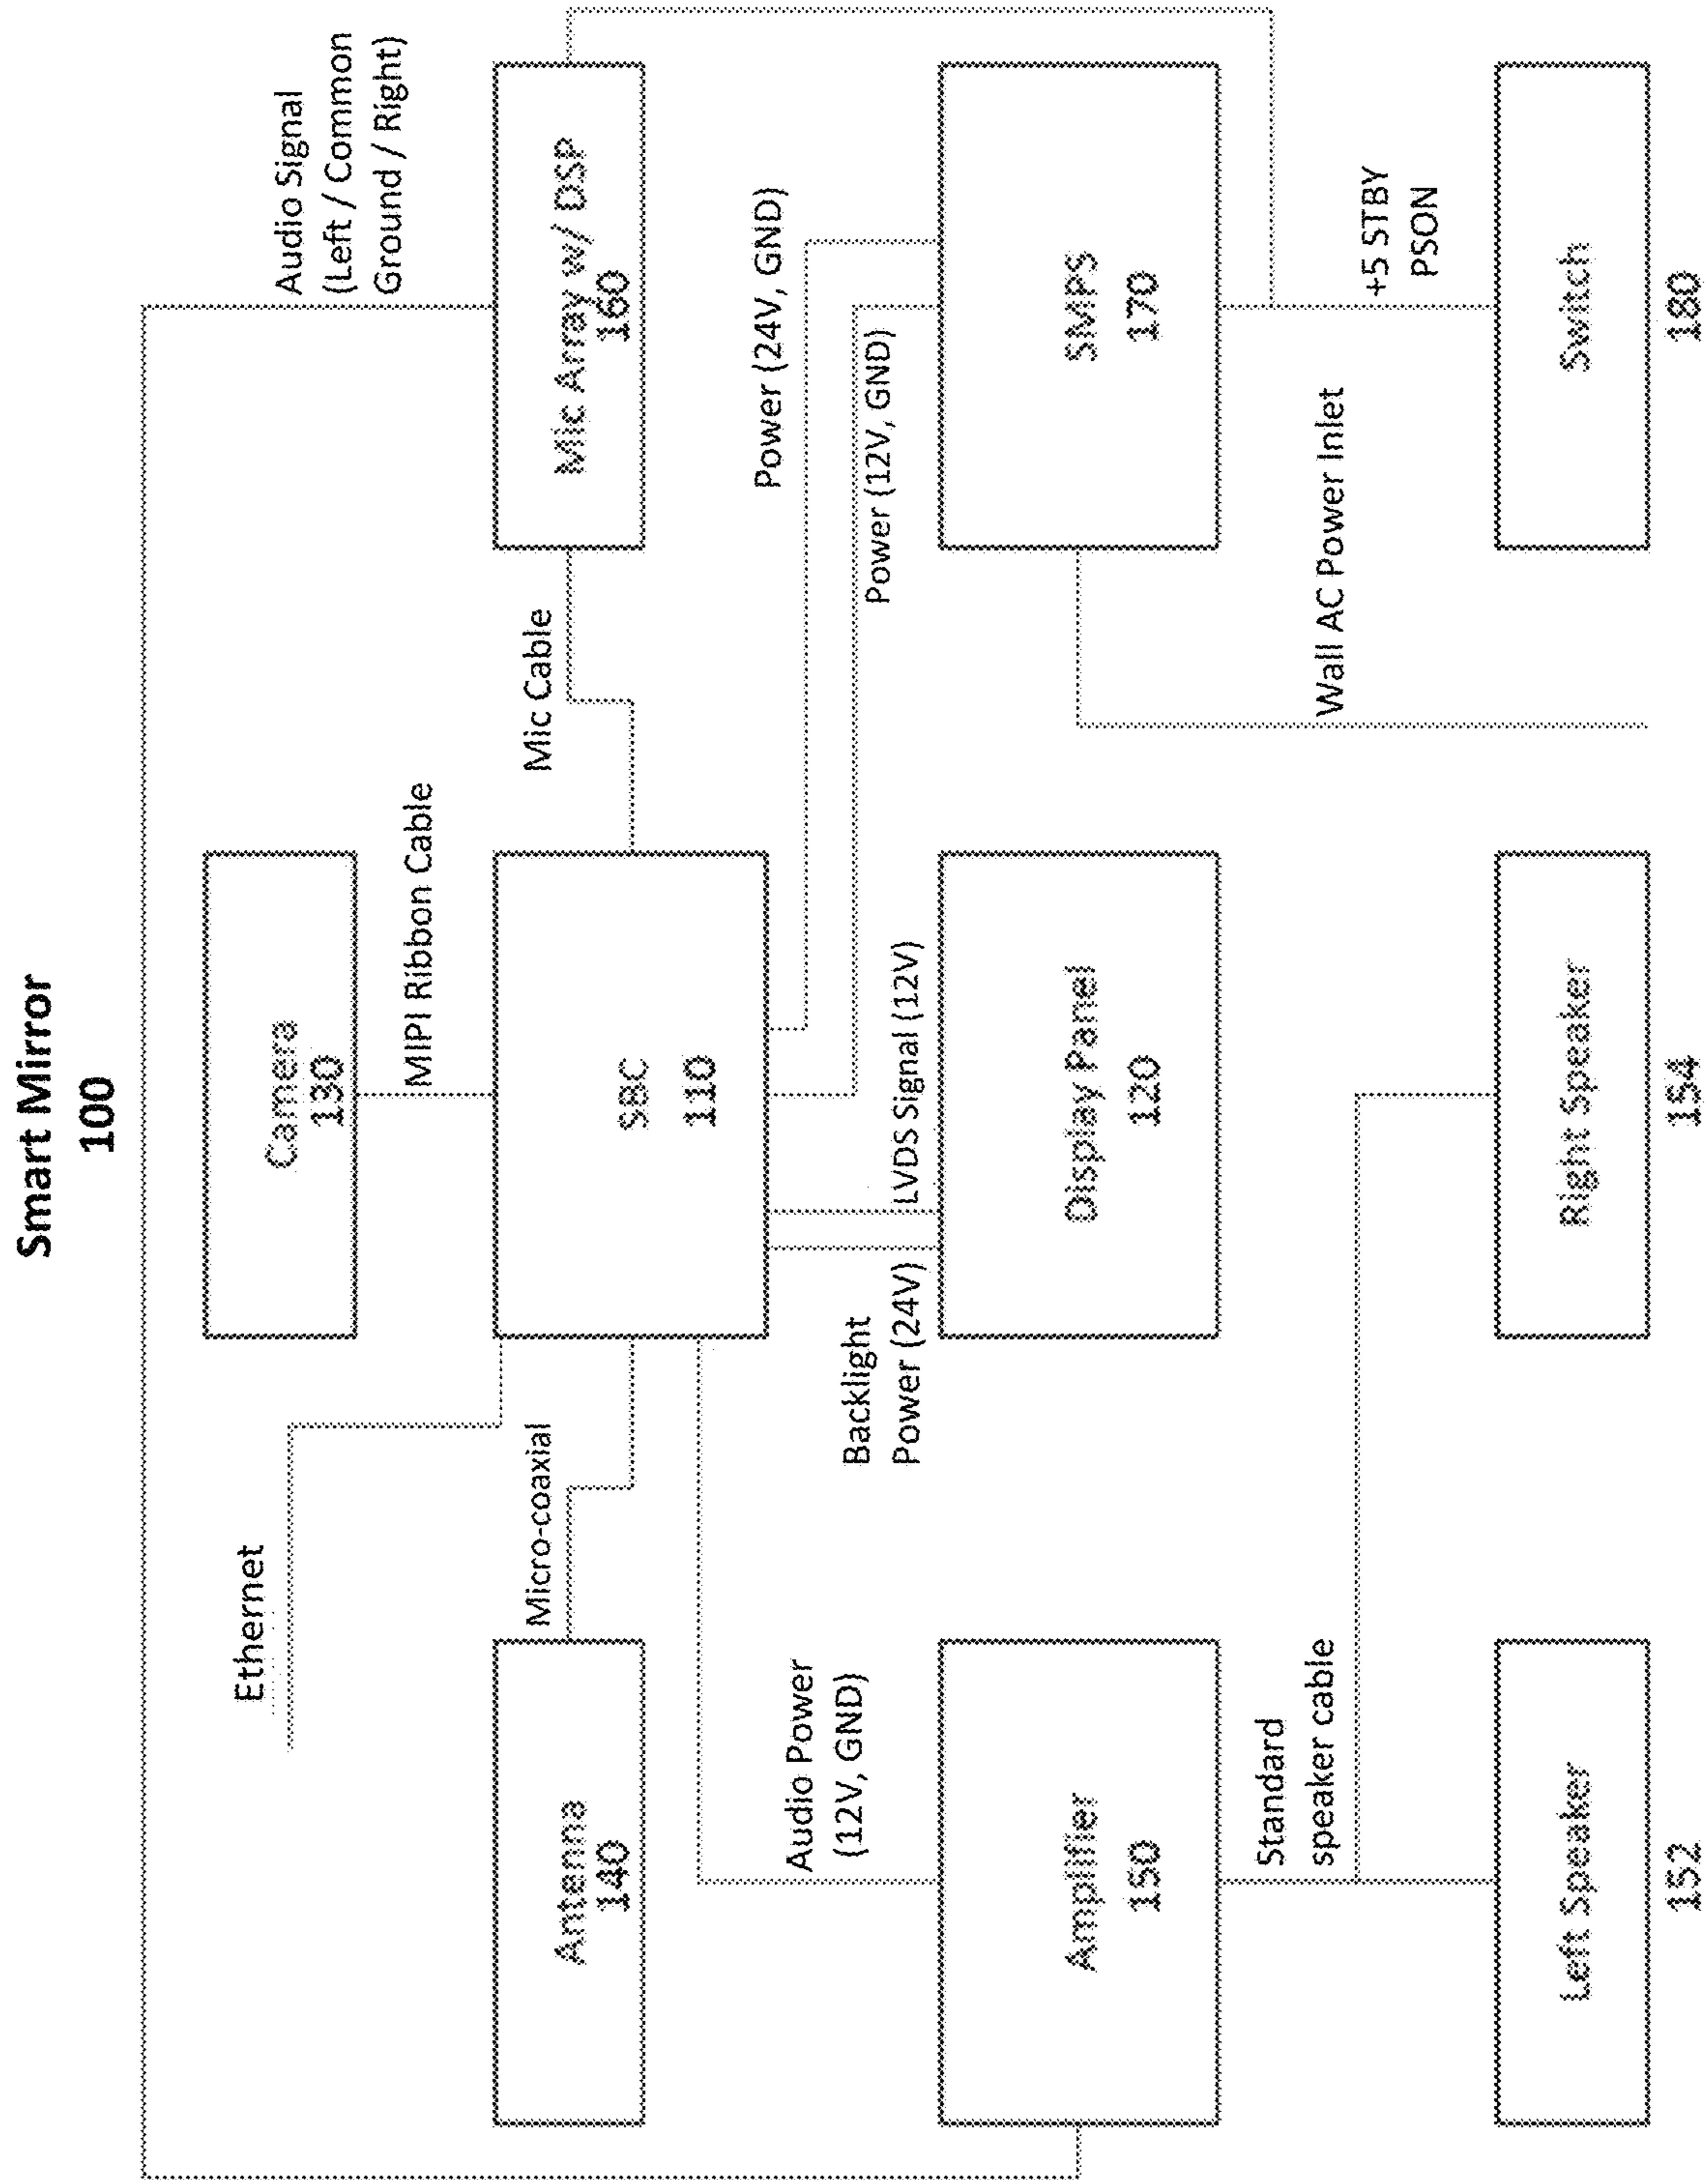 Smart Mirror
100
Audio Signal
(Left / Common
Ground / Right)
Ethernet
Camera
130
MIPI Ribbon Cable
Antenna
140
Micro-coaxial
SBC
110
Mic Cable
Mic Array w/ DSP
160
Audio Power
(12V, GND)
Backlight
Power (24V)
LVDS Signal (12V)
Power (24V, GND)
Power (12V, GND)
Amplifier
150
Display Panel
120
SMPS
170
Standard
speaker cable
Wall AC Power Inlet
+5 STBY
PSON
Left Speaker
152
Right Speaker
154
Switch
180